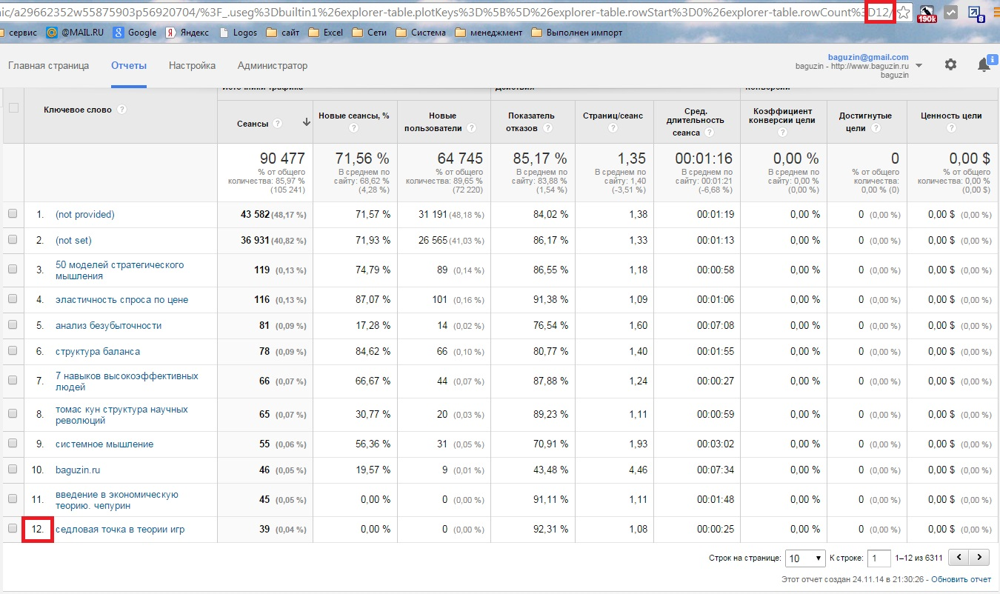 nic/a29662352w55875903p56920704/%3F_.useg%3Dbuiltin1%26explorer-table.plotKeys%3D%5B%5D%26explorer-table.rowStart%3D0%26explorer-table.rowCount%3D12/
190k 8
сервис @MAIL.RU Google Яндекс Logos сайт Excel Сети Система менеджмент Выполнен импорт
Главная страница Отчеты Настройка Администратор
baguzin@gmail.com
baguzin - http://www.baguzin.ru
baguzin
Источники трафика Действия Конверсии
Ключевое слово ? Сеансы ? Новые сеансы, % ? Новые пользователи ? Показатель отказов ? Страниц/сеанс ? Сред. длительность сеанса ? Коэффициент конверсии цели ? Достигнутые цели ? Ценность цели ?
90 477 71,56 % 64 745 85,17 % 1,35 00:01:16 0,00 % 0 0,00 $
% от общего В среднем по % от общего В среднем по В среднем по В среднем по В среднем по % от общего % от общего
количества: 85,97 % сайту: 68,62 % количества: 89,65 % сайту: 83,88 % сайту: 1,40 сайту: 00:01:21 сайту: 0,00 % количества: количества: 0,00 %
(105 241) (4,28 %) (72 220) (1,54 %) (-3,51 %) (-6,68 %) (0,00 %) 0,00 % (0) (0,00 $)
1. (not provided) 43 582 (48,17 %) 71,57 % 31 191 (48,18 %) 84,02 % 1,38 00:01:19 0,00 % 0 (0,00 %) 0,00 $ (0,00 %)
2. (not set) 36 931 (40,82 %) 71,93 % 26 565 (41,03 %) 86,17 % 1,33 00:01:13 0,00 % 0 (0,00 %) 0,00 $ (0,00 %)
3. 50 моделей стратегического мышления 119 (0,13 %) 74,79 % 89 (0,14 %) 86,55 % 1,18 00:00:58 0,00 % 0 (0,00 %) 0,00 $ (0,00 %)
4. эластичность спроса по цене 116 (0,13 %) 87,07 % 101 (0,16 %) 91,38 % 1,09 00:01:06 0,00 % 0 (0,00 %) 0,00 $ (0,00 %)
5. анализ безубыточности 81 (0,09 %) 17,28 % 14 (0,02 %) 76,54 % 1,60 00:07:08 0,00 % 0 (0,00 %) 0,00 $ (0,00 %)
6. структура баланса 78 (0,09 %) 84,62 % 66 (0,10 %) 80,77 % 1,40 00:01:55 0,00 % 0 (0,00 %) 0,00 $ (0,00 %)
7. 7 навыков высокоэффективных людей 66 (0,07 %) 66,67 % 44 (0,07 %) 87,88 % 1,24 00:00:27 0,00 % 0 (0,00 %) 0,00 $ (0,00 %)
8. томас кун структура научных революций 65 (0,07 %) 30,77 % 20 (0,03 %) 89,23 % 1,11 00:00:59 0,00 % 0 (0,00 %) 0,00 $ (0,00 %)
9. системное мышление 55 (0,06 %) 56,36 % 31 (0,05 %) 70,91 % 1,93 00:03:02 0,00 % 0 (0,00 %) 0,00 $ (0,00 %)
10. baguzin.ru 46 (0,05 %) 19,57 % 9 (0,01 %) 43,48 % 4,46 00:07:34 0,00 % 0 (0,00 %) 0,00 $ (0,00 %)
11. введение в экономическую теорию. чепурин 45 (0,05 %) 0,00 % 0 (0,00 %) 91,11 % 1,11 00:01:48 0,00 % 0 (0,00 %) 0,00 $ (0,00 %)
12. седловая точка в теории игр 39 (0,04 %) 0,00 % 0 (0,00 %) 92,31 % 1,08 00:00:25 0,00 % 0 (0,00 %) 0,00 $ (0,00 %)
Строк на странице: 10 К строке: 1 1–12 из 6311
Этот отчет создан 24.11.14 в 21:30:26 - Обновить отчет